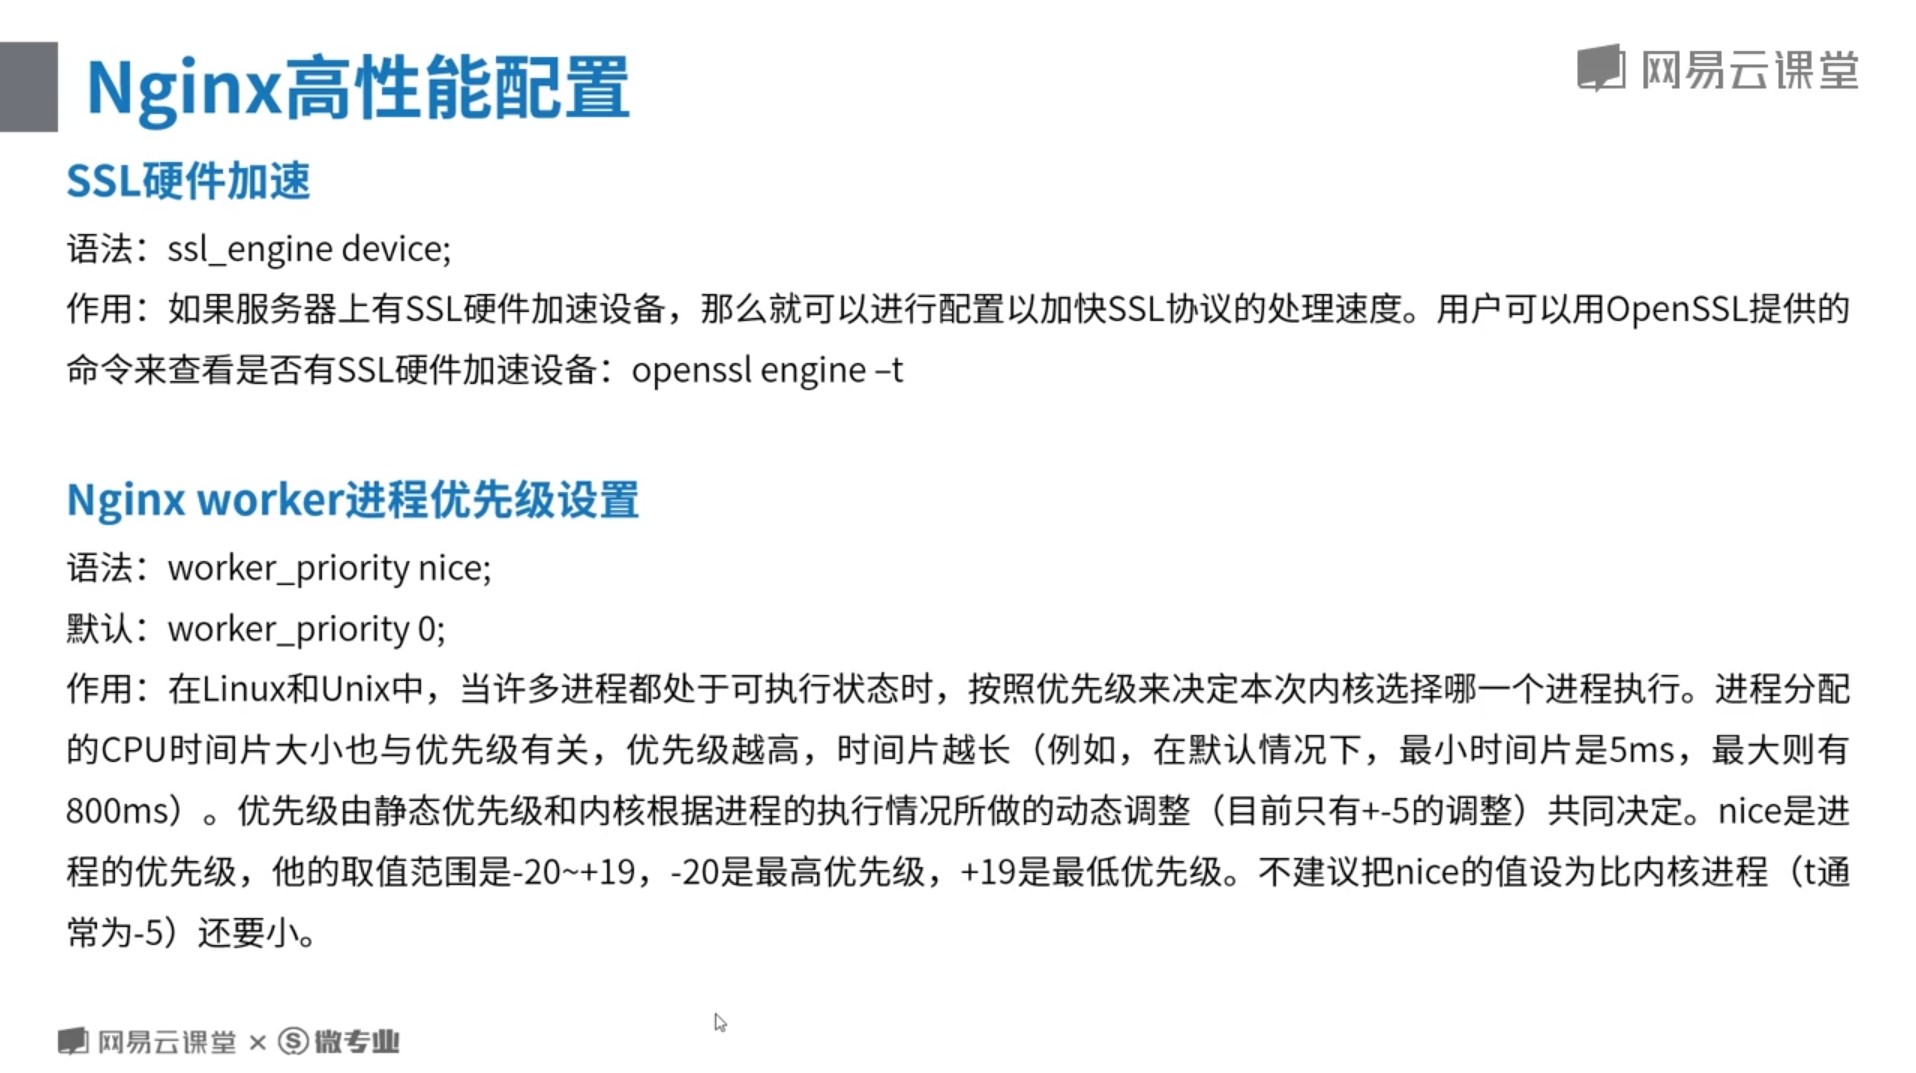 Nginx高性能配置
网易云课堂
SSL硬件加速
语法：ssl_engine device;
作用：如果服务器上有SSL硬件加速设备，那么就可以进行配置以加快SSL协议的处理速度。用户可以用OpenSSL提供的
命令来查看是否有SSL硬件加速设备：openssl engine –t
Nginx worker进程优先级设置
语法：worker_priority nice;
默认：worker_priority 0;
作用：在Linux和Unix中，当许多进程都处于可执行状态时，按照优先级来决定本次内核选择哪一个进程执行。进程分配
的CPU时间片大小也与优先级有关，优先级越高，时间片越长（例如，在默认情况下，最小时间片是5ms，最大则有
800ms）。优先级由静态优先级和内核根据进程的执行情况所做的动态调整（目前只有+-5的调整）共同决定。nice是进
程的优先级，他的取值范围是-20~+19，-20是最高优先级，+19是最低优先级。不建议把nice的值设为比内核进程（t通
常为-5）还要小。
网易云课堂 × S微专业